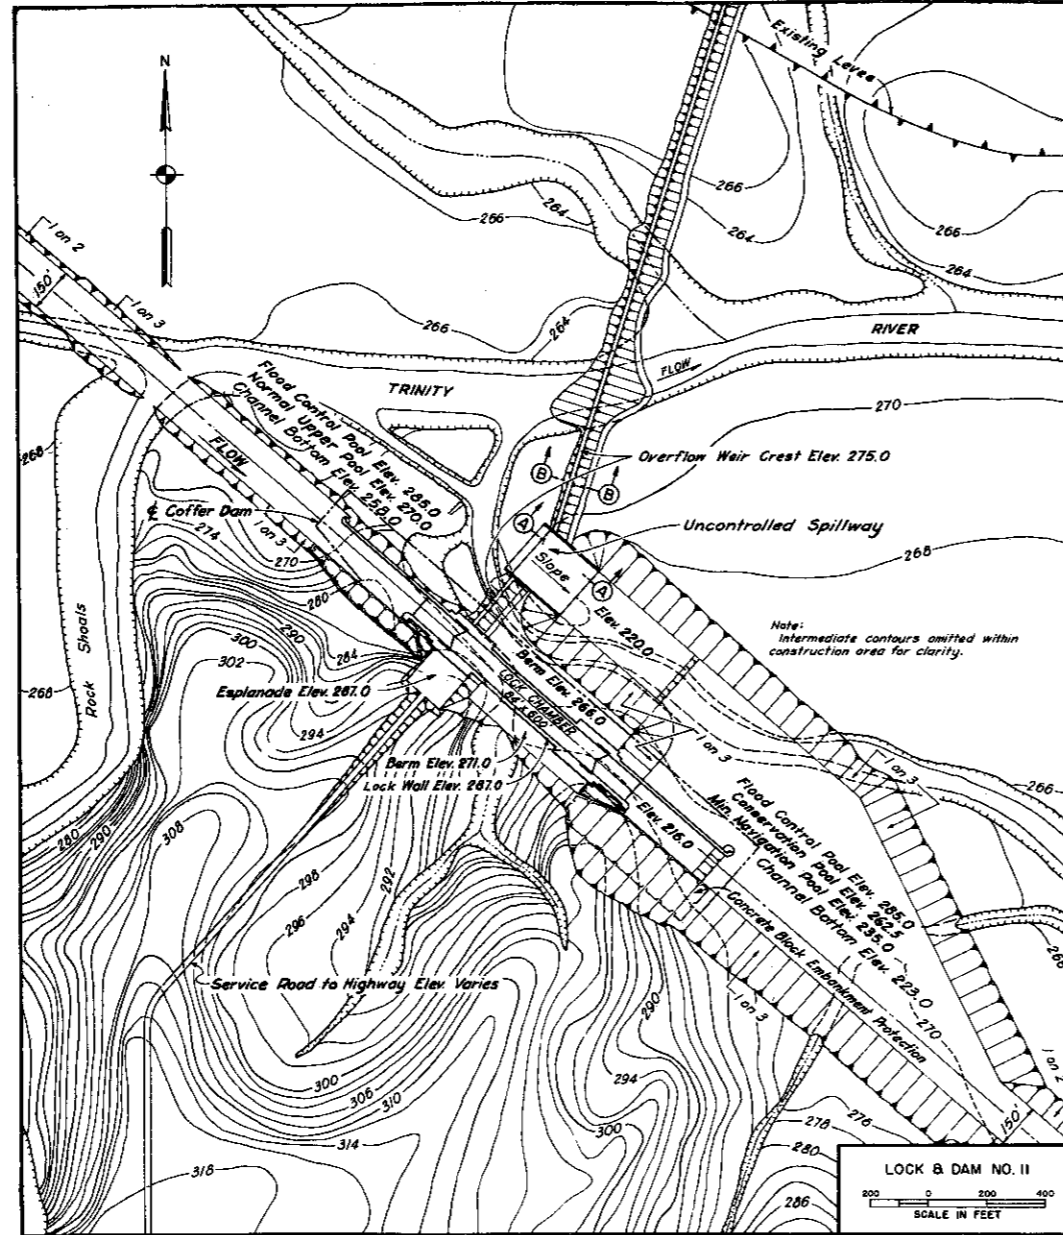 Existing Levee
N
266
264
266
264
266
264
266
264
1 on 2
150'
1 on 3
266
264
RIVER
FLOW
TRINITY
270
268
Flood Control Pool Elev. 285.0
Normal Upper Pool Elev. 270.0
Channel Bottom Elev. 258.0
FLOW
Overflow Weir Crest Elev. 275.0
B
B
℄ Coffer Dam
A
Uncontrolled Spillway
274
1 on 3
270
Slope
A
268
280
Elev. 220.0
Note:
Intermediate contours omitted within
construction area for clarity.
290
300
302
284
Rock Shoals
268
Esplanade Elev. 287.0
Berm Elev. 266.0
LOCK CHAMBER
84' x 600'
294
1 on 3
1 on 3
Berm Elev. 271.0
Lock Wall Elev. 287.0
266
Elev. 216.0
Flood Control Pool Elev. 285.0
Conservation Pool Elev. 262.5
Min. Navigation Pool Elev. 235.0
Channel Bottom Elev. 223.0
280
290
308
298
292
296
294
Concrete Block Embankment Protection
268
Service Road to Highway Elev. Varies
290
1 on 3
270
294
300
306
310
300
314
318
278
276
280
286
1 on 2
150'
LOCK & DAM NO. 11
200 0 200 400
SCALE IN FEET